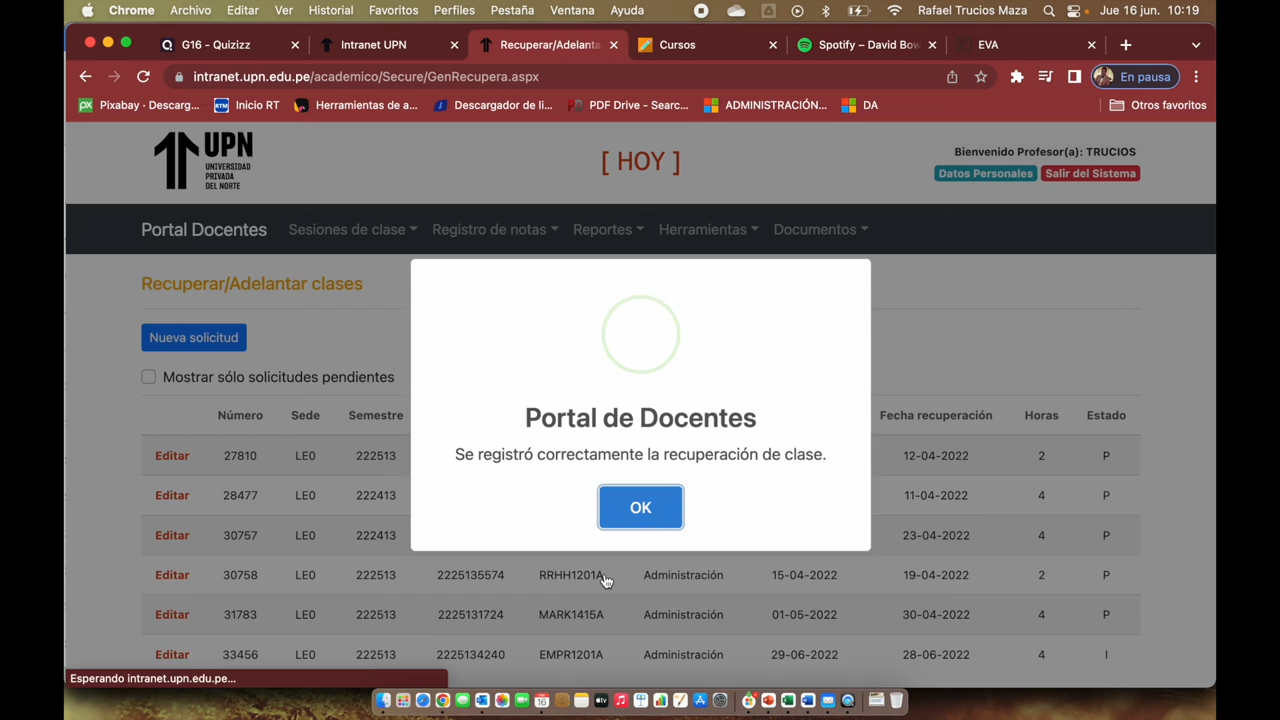 Chrome Archivo Editar Ver Historial Favoritos Perfiles Pestaña Ventana Ayuda Rafael Trucios Maza Jue 16 jun. 10:19
G16 - Quizizz Intranet UPN Recuperar/Adelanta Cursos Spotify – David Bow EVA
intranet.upn.edu.pe/academico/Secure/GenRecupera.aspx En pausa
Pixabay · Descarg... Inicio RT Herramientas de a... Descargador de li... PDF Drive - Searc... ADMINISTRACIÓN... DA Otros favoritos
UPN
UNIVERSIDAD
PRIVADA
DEL NORTE
[ HOY ]
Bienvenido Profesor(a): TRUCIOS
Datos Personales Salir del Sistema
Portal Docentes Sesiones de clase Registro de notas Reportes Herramientas Documentos
Recuperar/Adelantar clases
Nueva solicitud
Mostrar sólo solicitudes pendientes
Portal de Docentes
Se registró correctamente la recuperación de clase.
OK
Número Sede Semestre Fecha recuperación Horas Estado
Editar 27810 LE0 222513 12-04-2022 2 P
Editar 28477 LE0 222413 11-04-2022 4 P
Editar 30757 LE0 222413 23-04-2022 4 P
Editar 30758 LE0 222513 2225135574 RRHH1201A Administración 15-04-2022 19-04-2022 2 P
Editar 31783 LE0 222513 2225131724 MARK1415A Administración 01-05-2022 30-04-2022 4 P
Editar 33456 LE0 222513 2225134240 EMPR1201A Administración 29-06-2022 28-06-2022 4 I
Esperando intranet.upn.edu.pe...